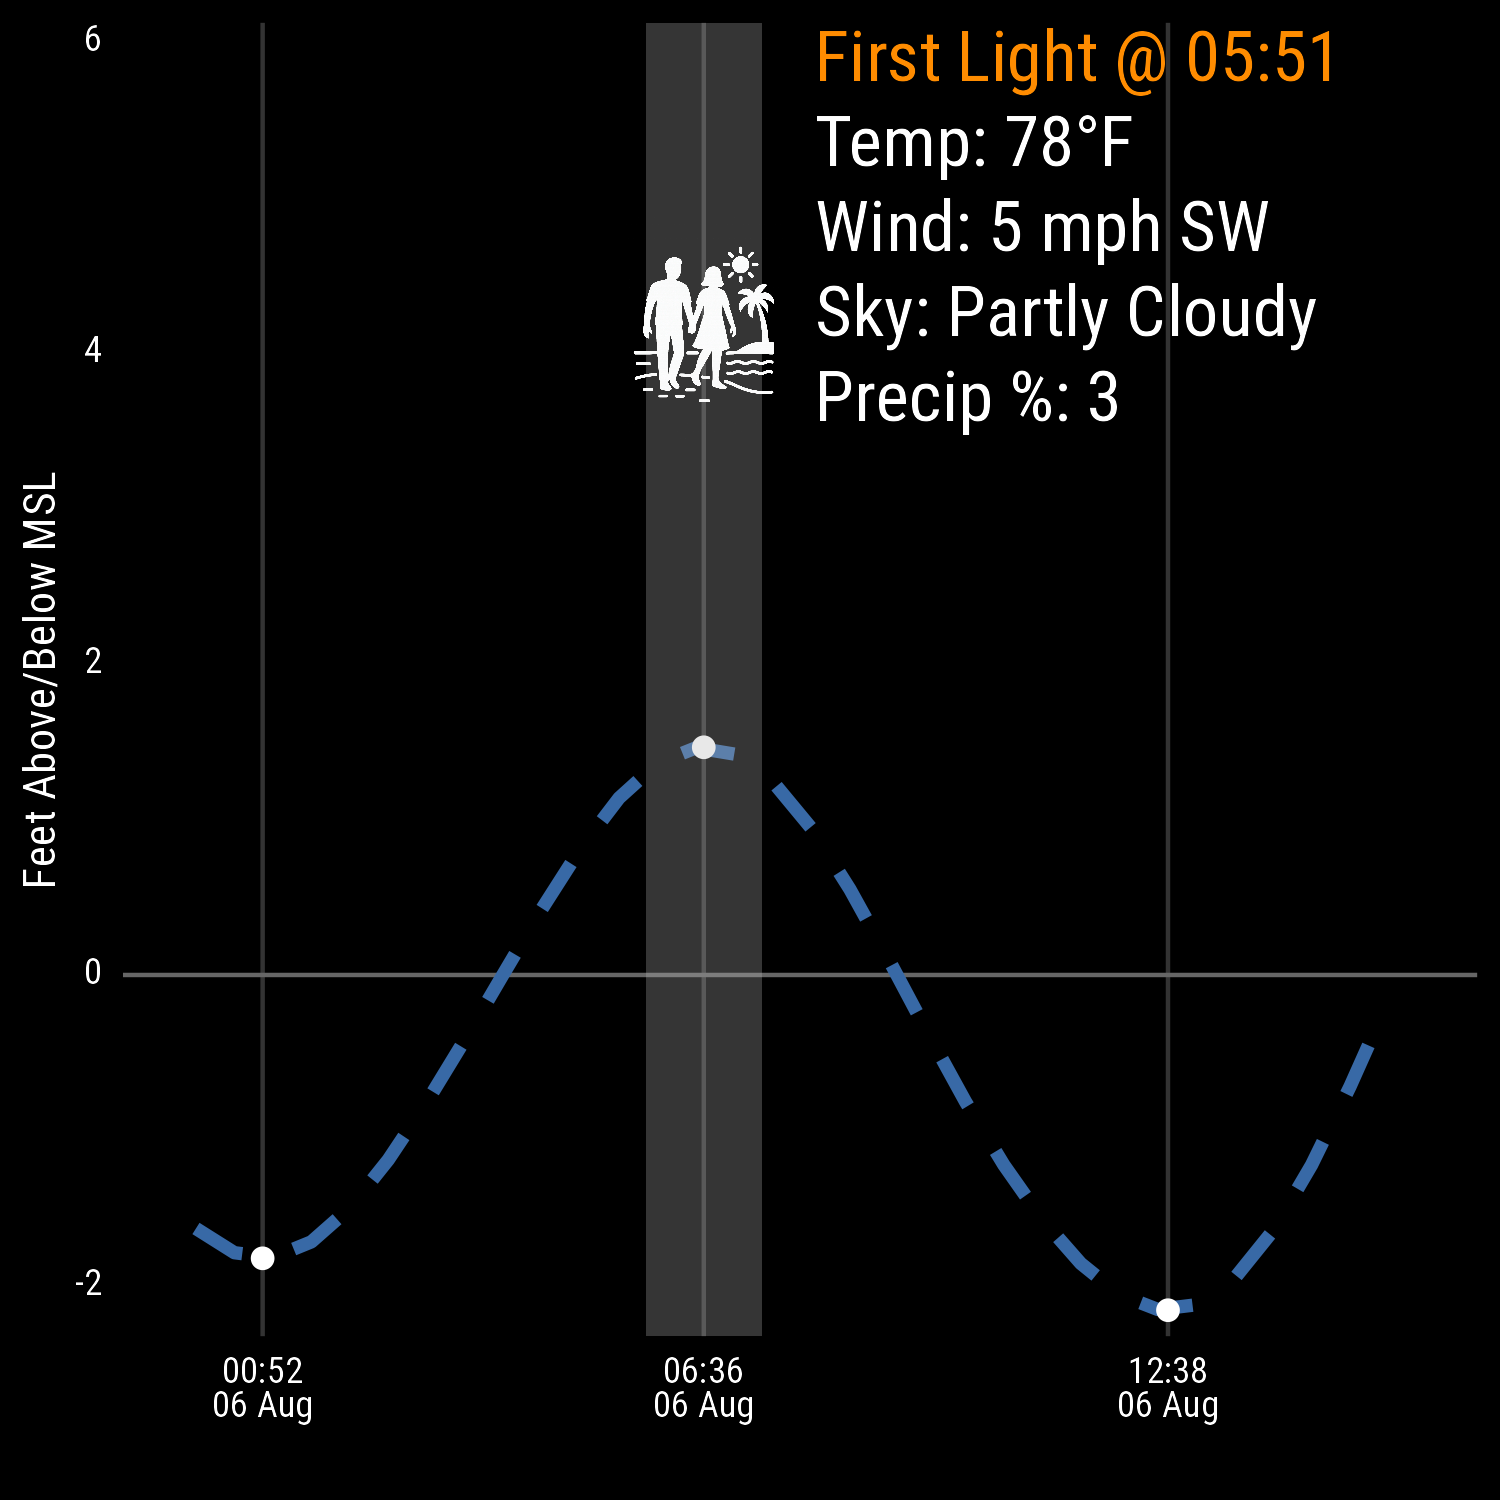 First Light @ 05:51
Temp: 78°F
Wind: 5 mph SW
Sky: Partly Cloudy
Precip %: 3
Feet Above/Below MSL
6
4
2
0
-2
00:52
06 Aug
06:36
06 Aug
12:38
06 Aug